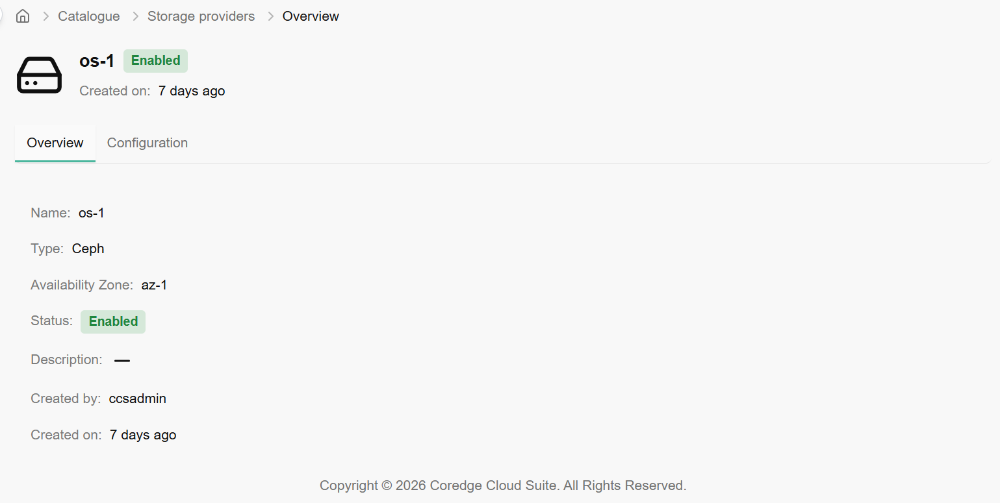 Catalogue Storage providers Overview
os-1 Enabled
Created on: 7 days ago
Overview Configuration
Name: os-1
Type: Ceph
Availability Zone: az-1
Status: Enabled
Description: —
Created by: ccsadmin
Created on: 7 days ago
Copyright © 2026 Coredge Cloud Suite. All Rights Reserved.